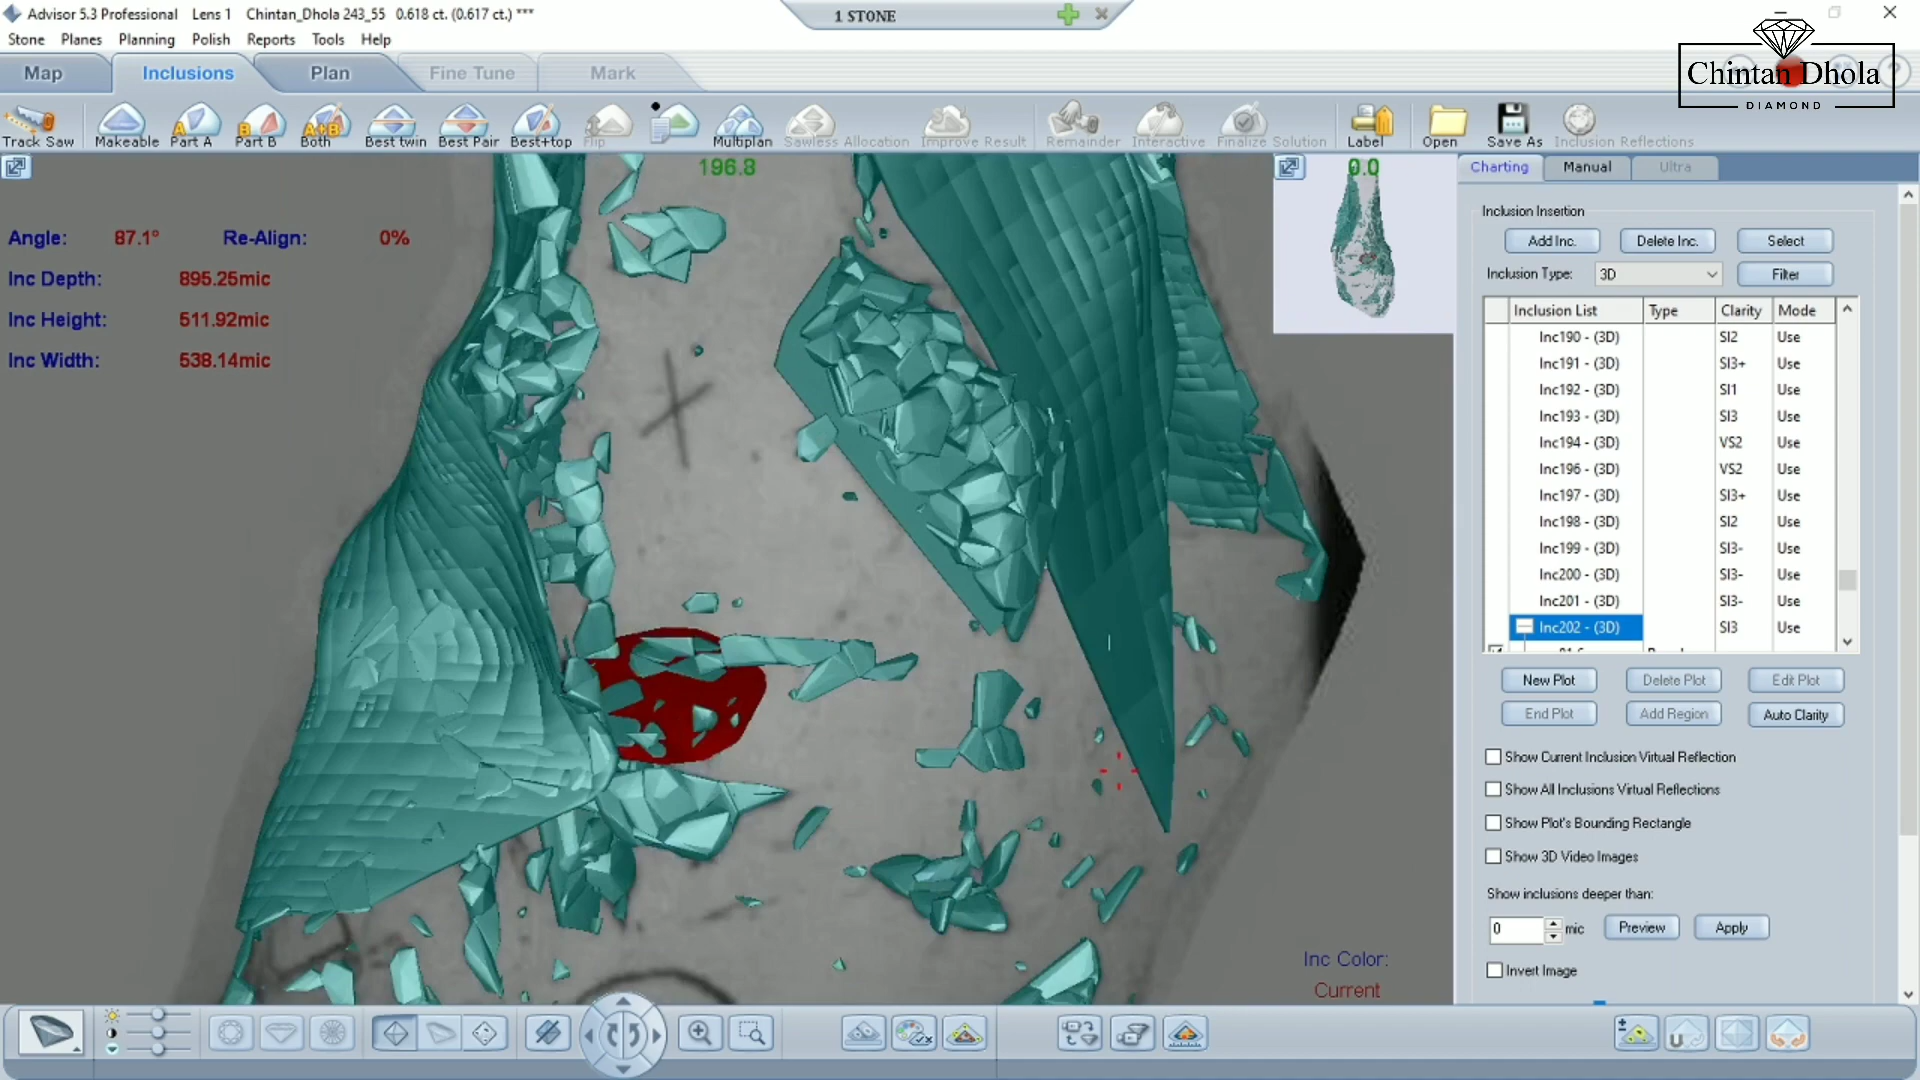 Advisor 5.3 Professional Lens 1 Chintan_Dhola 243_55 0.618 ct. (0.617 ct.) ***
1 STONE
Stone Planes Planning Polish Reports Tools Help
Chintan Dhola
DIAMOND
Map Inclusions Plan Fine Tune Mark
Track Saw Makeable Part A Part B Both Best twin Best Pair Best+top Flip Multiplan Sawless Allocation Improve Result Remainder Interactive Finalize Solution Label Open Save As Inclusion Reflections
A B A+B
196.8
0.0
Charting Manual Ultra
Angle: 87.1° Re-Align: 0%
Inc Depth: 895.25mic
Inc Height: 511.92mic
Inc Width: 538.14mic
Inclusion Insertion
Add Inc. Delete Inc. Select
Inclusion Type: 3D Filter
Inclusion List Type Clarity Mode
Inc190 - (3D) SI2 Use
Inc191 - (3D) SI3+ Use
Inc192 - (3D) SI1 Use
Inc193 - (3D) SI3 Use
Inc194 - (3D) VS2 Use
Inc196 - (3D) VS2 Use
Inc197 - (3D) SI3+ Use
Inc198 - (3D) SI2 Use
Inc199 - (3D) SI3- Use
Inc200 - (3D) SI3- Use
Inc201 - (3D) SI3- Use
Inc202 - (3D) SI3 Use
New Plot Delete Plot Edit Plot
End Plot Add Region Auto Clarity
Show Current Inclusion Virtual Reflection
Show All Inclusions Virtual Reflections
Show Plot's Bounding Rectangle
Show 3D Video Images
Show inclusions deeper than:
0 mic Preview Apply
Invert Image
Inc Color:
Current